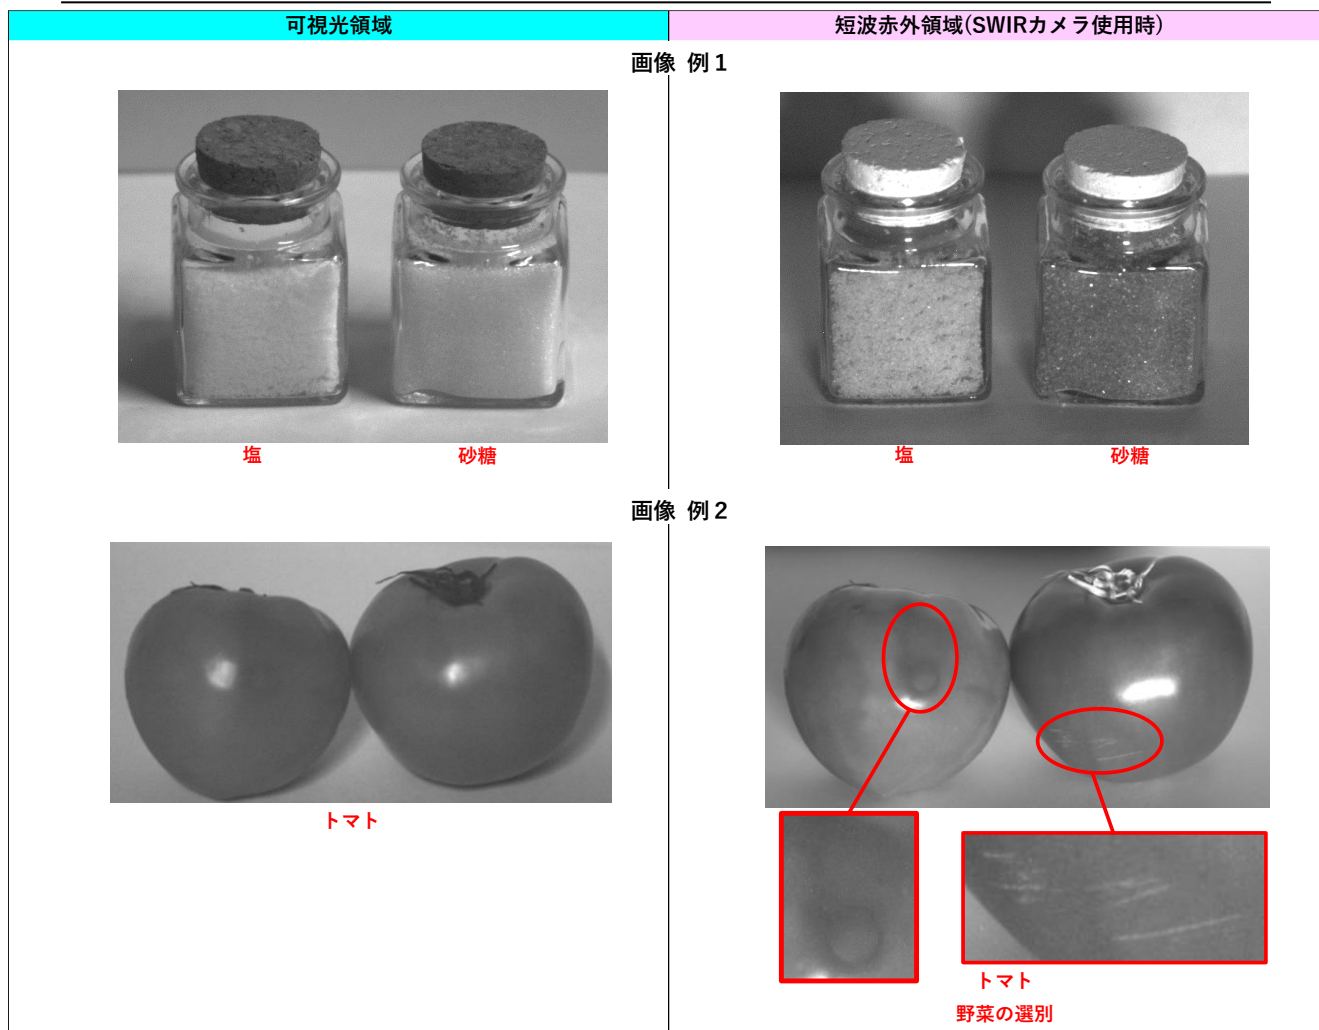 可視光領域
短波赤外領域(SWIRカメラ使用時)
画像 例１
塩
砂糖
塩
砂糖
画像 例２
トマト
トマト
野菜の選別